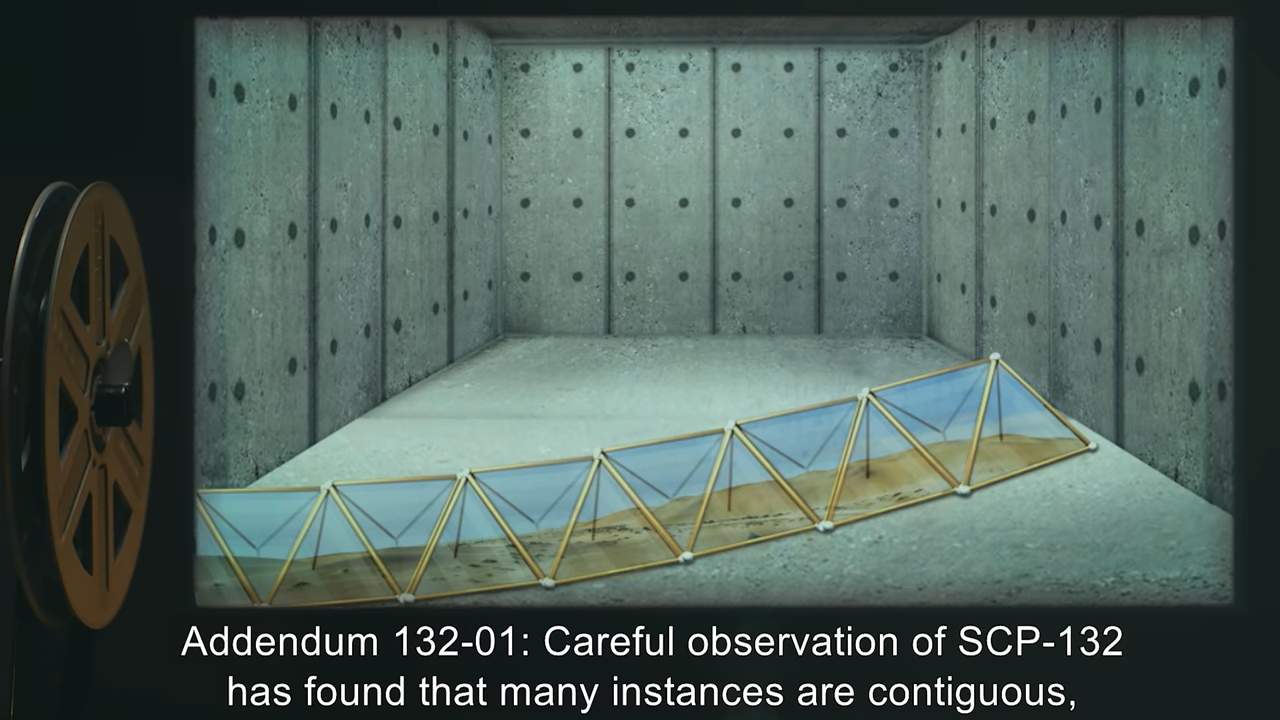 Addendum 132-01: Careful observation of SCP-132
has found that many instances are contiguous,